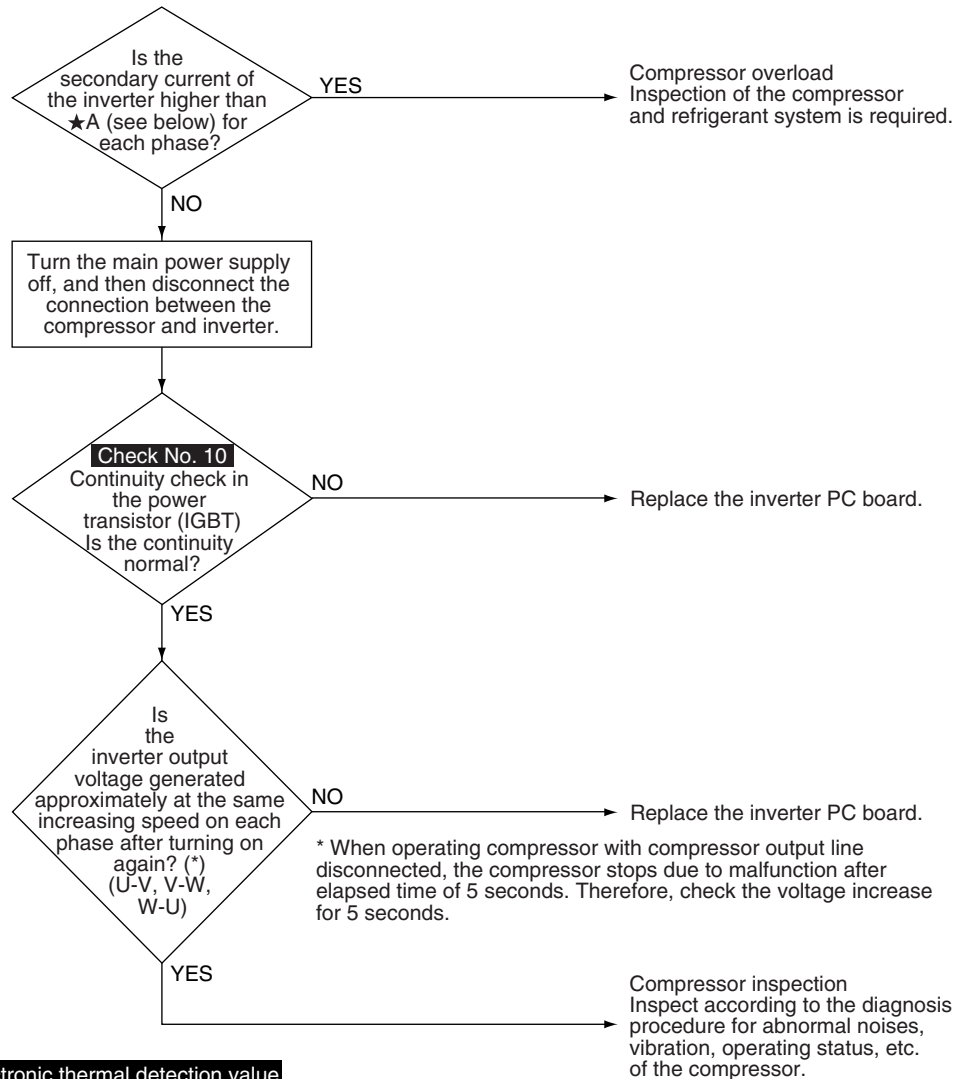 Is the
secondary current of
the inverter higher than
★A (see below) for
each phase?
YES
Compressor overload
Inspection of the compressor
and refrigerant system is required.
NO
Turn the main power supply
off, and then disconnect the
connection between the
compressor and inverter.
Check No. 10
Continuity check in
the power
transistor (IGBT)
Is the continuity
normal?
NO
Replace the inverter PC board.
YES
Is
the
inverter output
voltage generated
approximately at the same
increasing speed on each
phase after turning on
again? (*)
(U-V, V-W,
W-U)
NO
Replace the inverter PC board.
* When operating compressor with compressor output line
disconnected, the compressor stops due to malfunction after
elapsed time of 5 seconds. Therefore, check the voltage increase
for 5 seconds.
YES
Compressor inspection
Inspect according to the diagnosis
procedure for abnormal noises,
vibration, operating status, etc.
of the compressor.
tronic thermal detection value